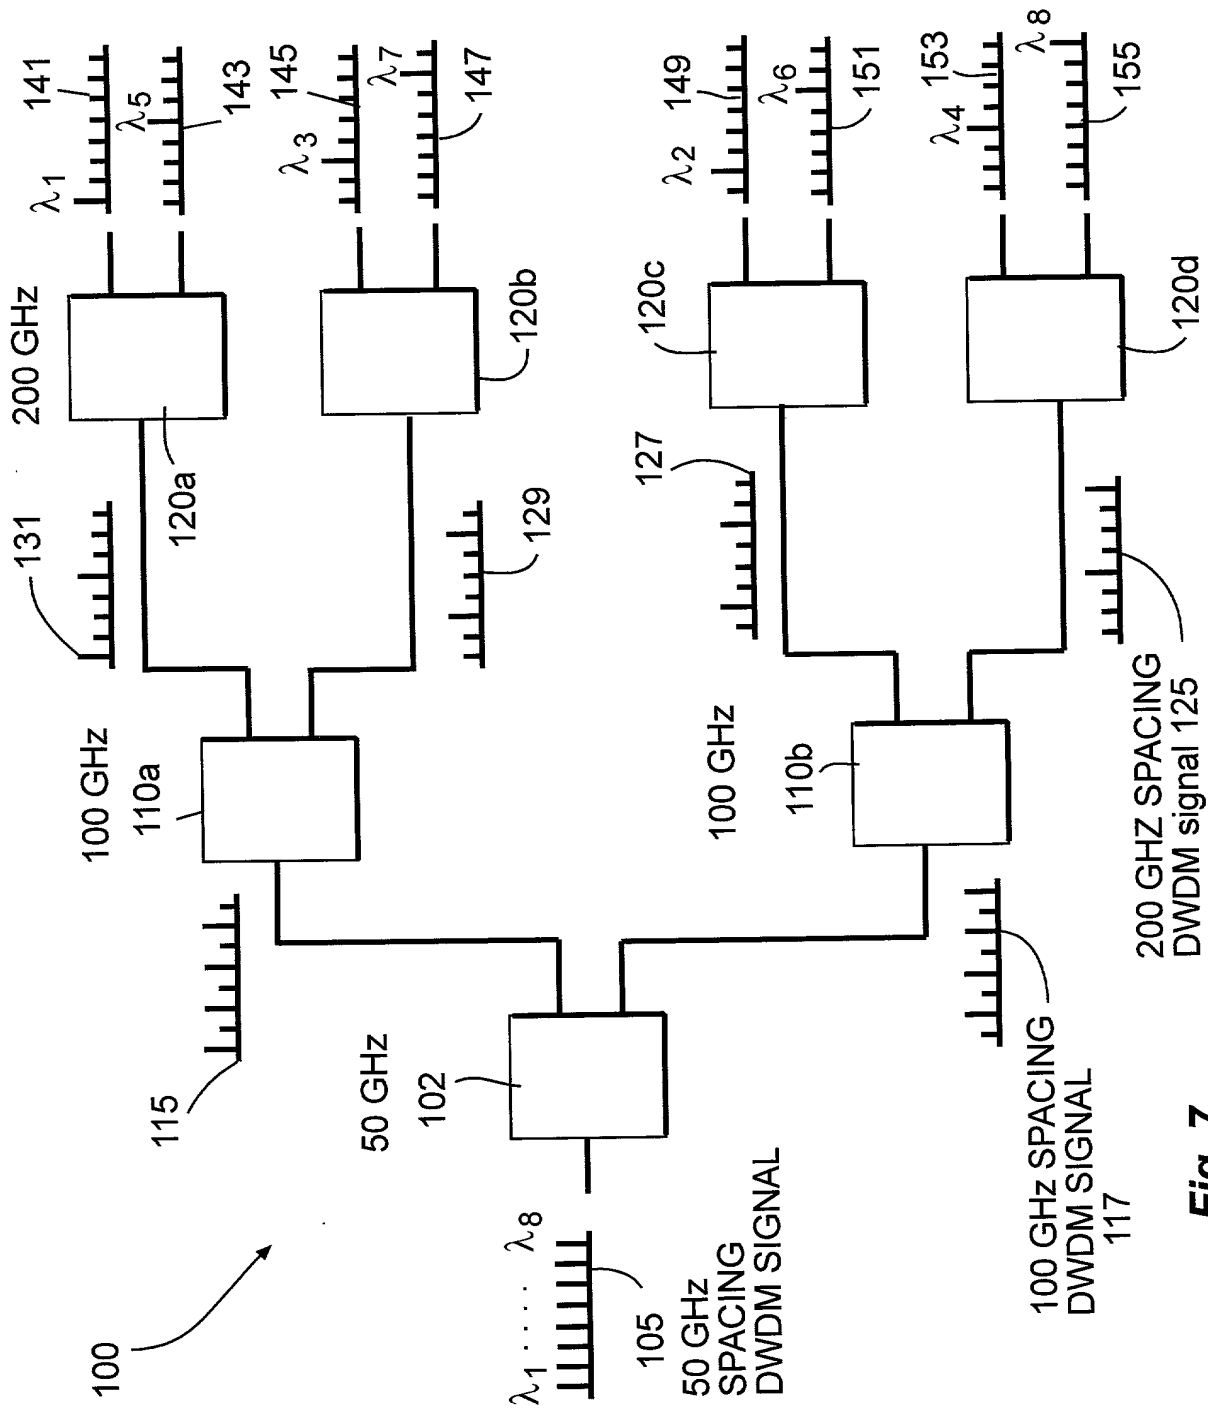 100
λ1 . . . . . λ8
105
50 GHz
SPACING
DWDM SIGNAL
50 GHz
102
115
100 GHz SPACING
DWDM SIGNAL
117
100 GHz
110a
100 GHz
110b
131
129
127
200 GHZ SPACING
DWDM signal 125
200 GHz
120a
120b
120c
120d
λ1
141
λ5
143
λ3
145
λ7
147
λ2
149
λ6
151
λ4
153
λ8
155
Fig. 7